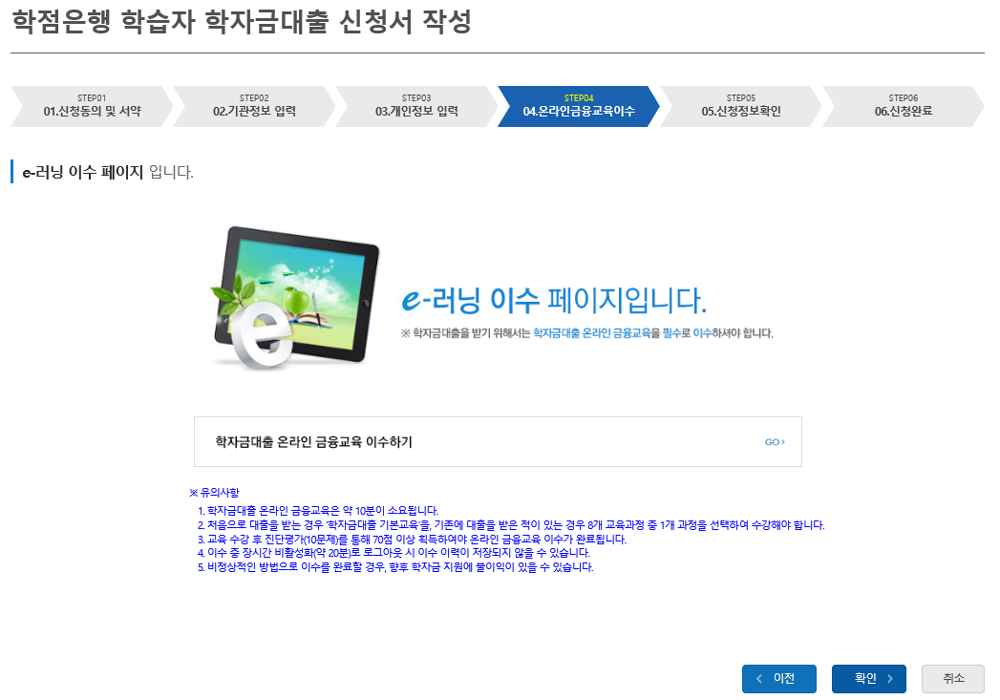 학점은행 학습자 학자금대출 신청서 작성
STEP01
01.신청동의 및 서약
STEP02
02.기관정보 입력
STEP03
03.개인정보 입력
STEP04
04.온라인금융교육이수
STEP05
05.신청정보확인
STEP06
06.신청완료
e-러닝 이수 페이지 입니다.
e
e-러닝 이수 페이지입니다.
※ 학자금대출을 받기 위해서는 학자금대출 온라인 금융교육을 필수로 이수하셔야 합니다.
학자금대출 온라인 금융교육 이수하기
GO ›
※ 유의사항
1. 학자금대출 온라인 금융교육은 약 10분이 소요됩니다.
2. 처음으로 대출을 받는 경우 '학자금대출 기본교육'을, 기존에 대출을 받은 적이 있는 경우 8개 교육과정 중 1개 과정을 선택하여 수강해야 합니다.
3. 교육 수강 후 진단평가(10문제)를 통해 70점 이상 획득하여야 온라인 금융교육 이수가 완료됩니다.
4. 이수 중 장시간 비활성화(약 20분)로 로그아웃 시 이수 이력이 저장되지 않을 수 있습니다.
5. 비정상적인 방법으로 이수를 완료할 경우, 향후 학자금 지원에 불이익이 있을 수 있습니다.
이전
확인
취소